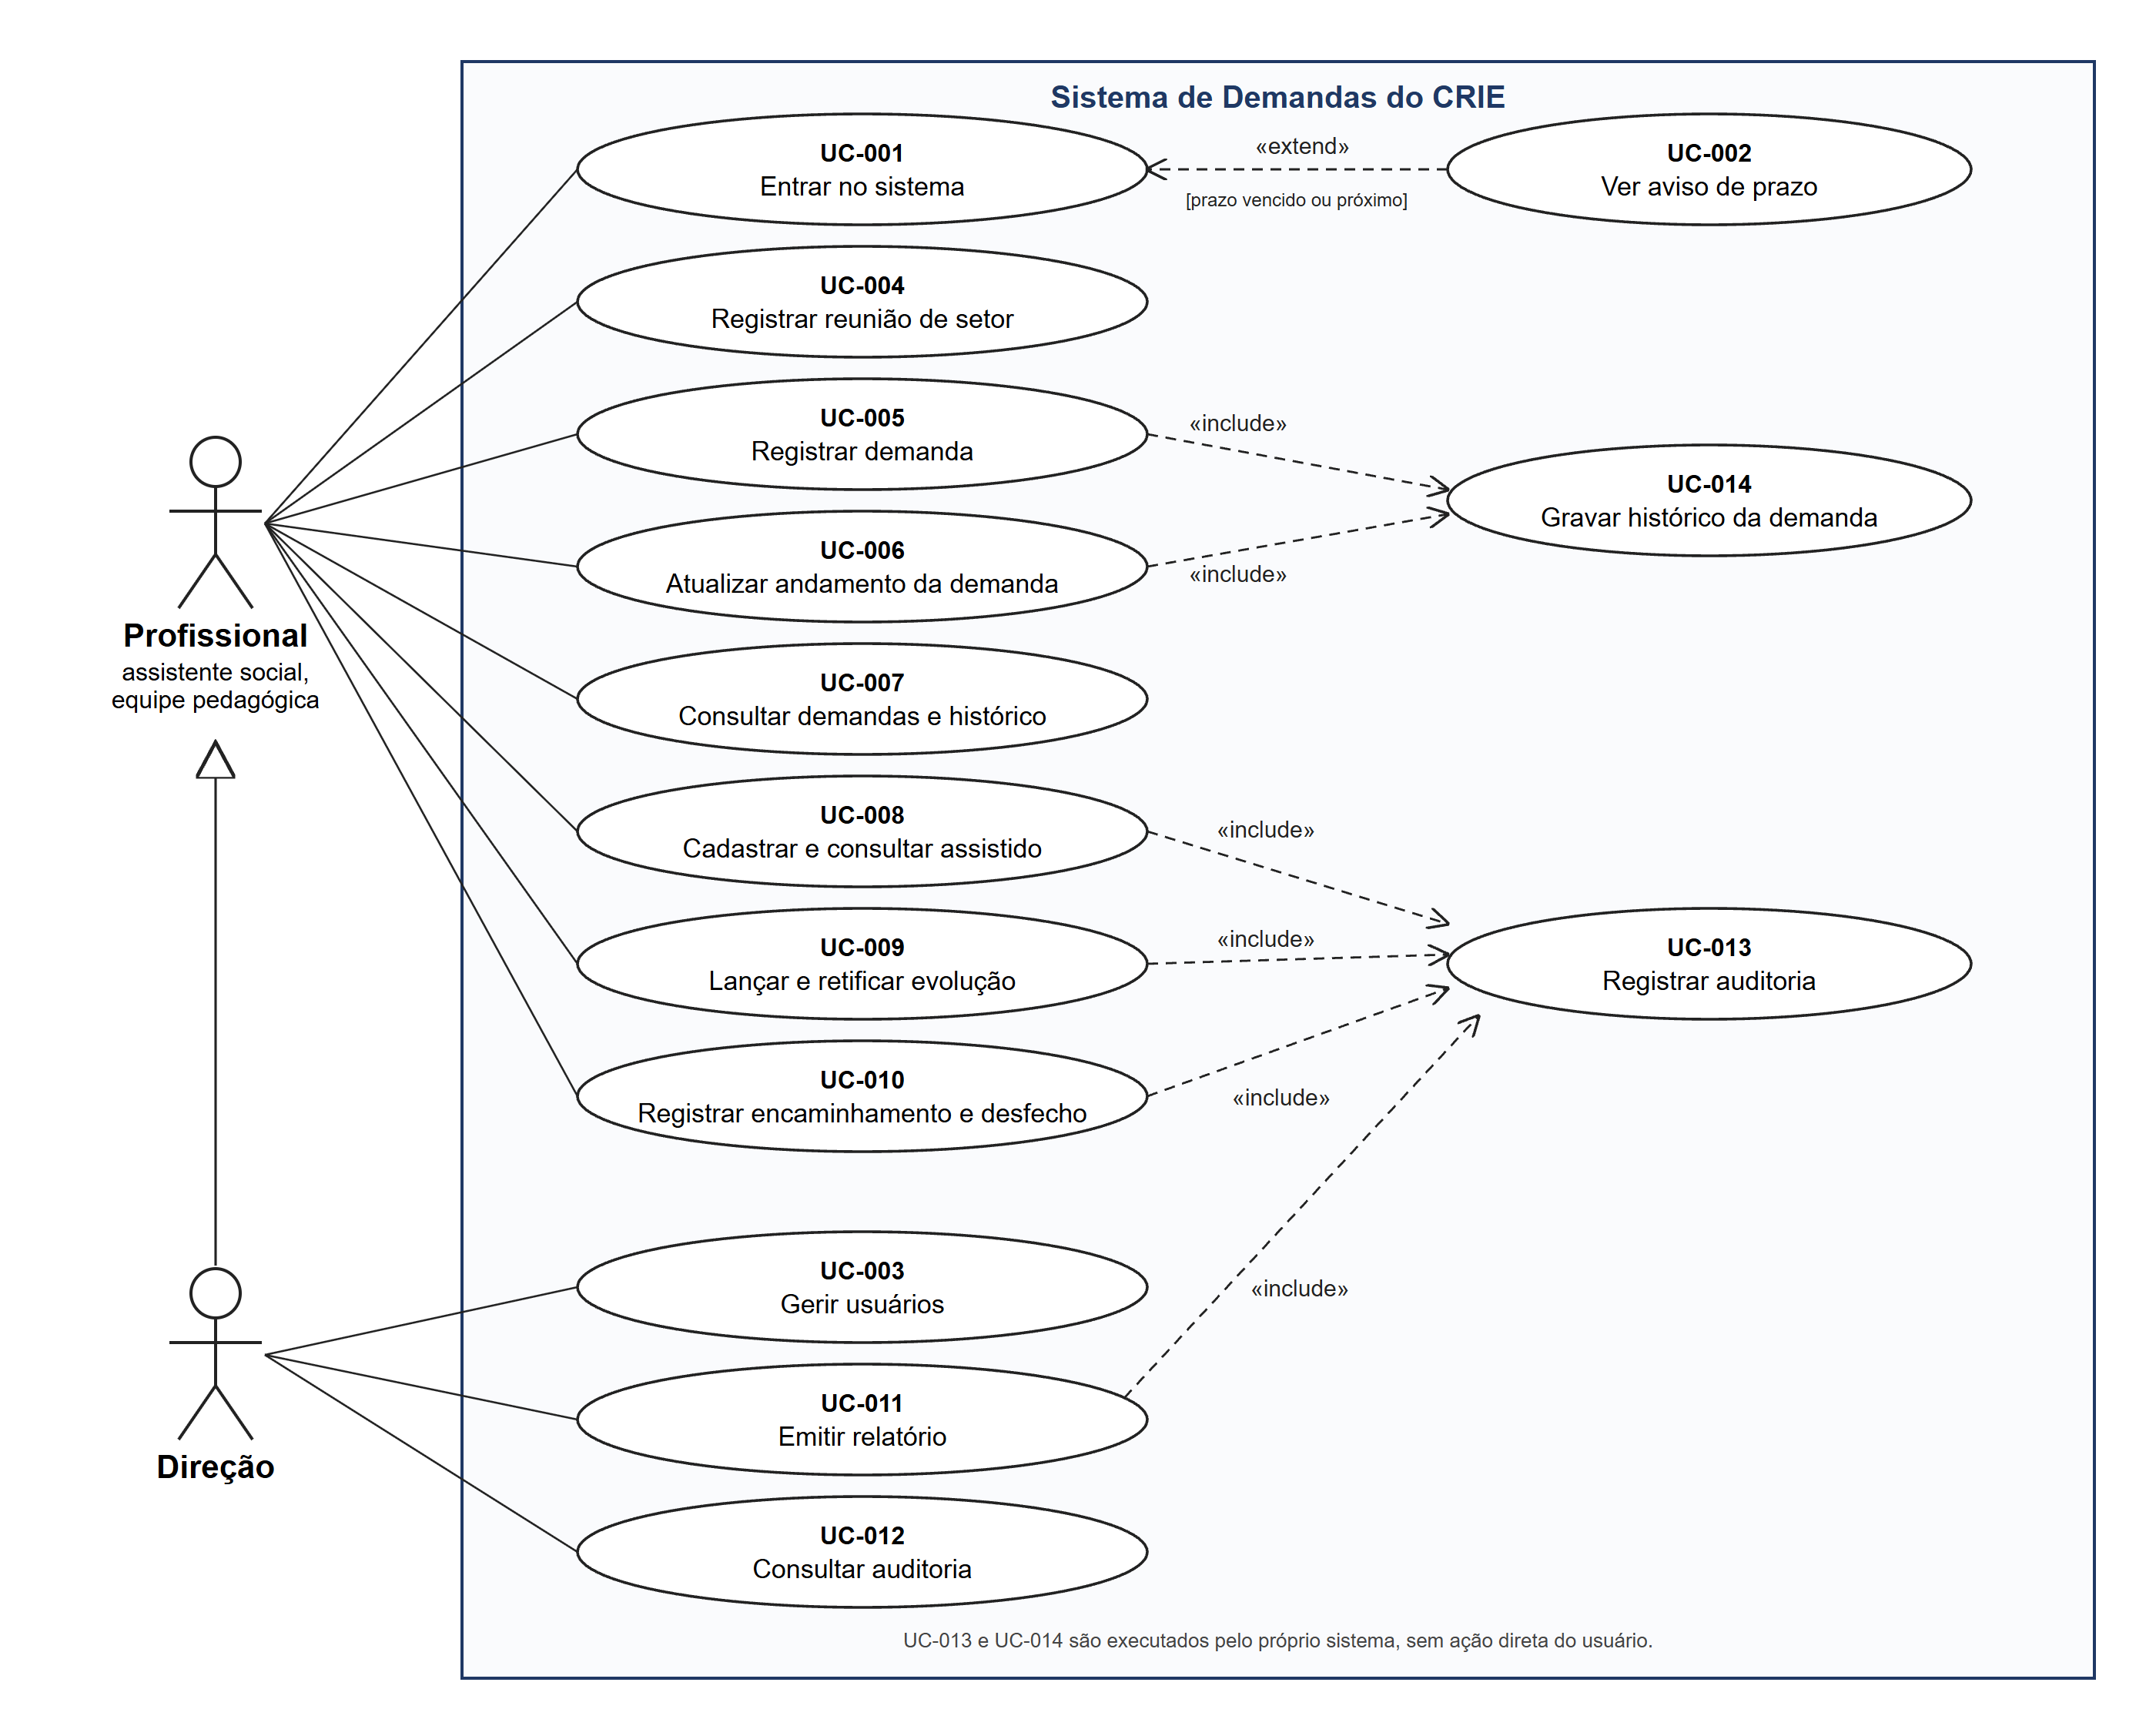 Sistema de Demandas do CRIE
UC-001
Entrar no sistema
«extend»
[prazo vencido ou próximo]
UC-002
Ver aviso de prazo
UC-004
Registrar reunião de setor
UC-005
Registrar demanda
«include»
UC-014
Gravar histórico da demanda
UC-006
Atualizar andamento da demanda
«include»
Profissional
assistente social,
equipe pedagógica
UC-007
Consultar demandas e histórico
UC-008
Cadastrar e consultar assistido
«include»
UC-009
Lançar e retificar evolução
«include»
UC-013
Registrar auditoria
UC-010
Registrar encaminhamento e desfecho
«include»
UC-003
Gerir usuários
«include»
UC-011
Emitir relatório
Direção
UC-012
Consultar auditoria
UC-013 e UC-014 são executados pelo próprio sistema, sem ação direta do usuário.